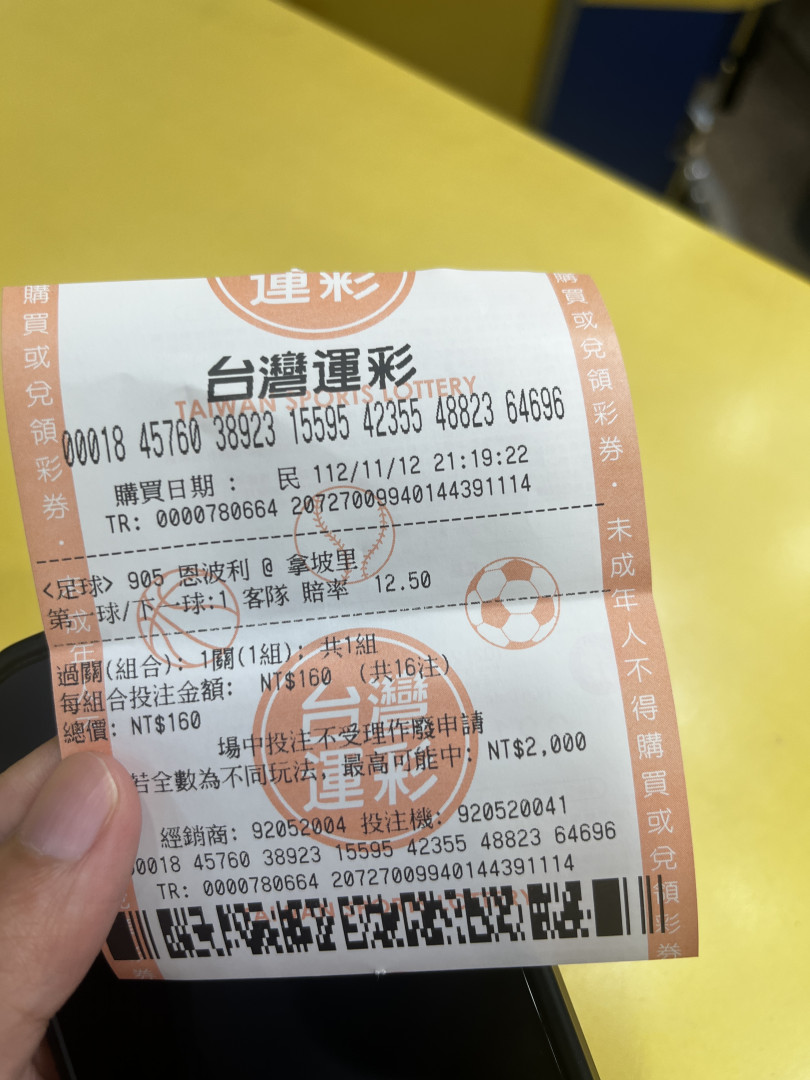 運彩
台灣運彩
TAIWAN SPORTS LOTTERY
00018 45760 38923 15595 42355 48823 64696
購買日期: 民 112/11/12 21:19:22
TR: 0000780664 20727009940144391114
<足球> 905 恩波利 @ 拿坡里
第一球/下一球:1 客隊 賠率 12.50
過關(組合): 1關(1組); 共1組
每組合投注金額: NT$160 (共16注)
總價: NT$160
台灣運彩
場中投注不受理作廢申請
若全數為不同玩法, 最高可能中: NT$2,000
經銷商: 92052004 投注機: 920520041
0018 45760 38923 15595 42355 48823 64696
TR: 0000780664 20727009940144391114
購買或兌領彩券・
成年
購買或兌領彩券・未成年人不得購買或兌領彩券